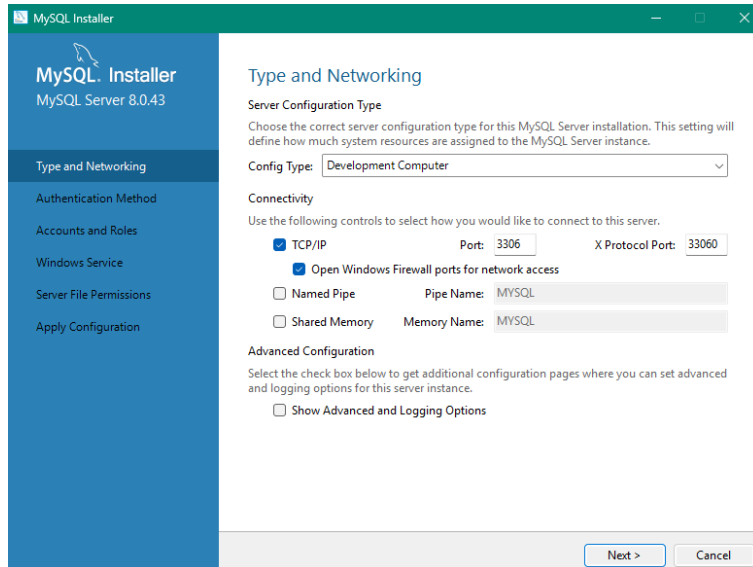 MySQL Installer
MySQL. Installer
MySQL Server 8.0.43
Type and Networking
Authentication Method
Accounts and Roles
Windows Service
Server File Permissions
Apply Configuration
Type and Networking
Server Configuration Type
Choose the correct server configuration type for this MySQL Server installation. This setting will
define how much system resources are assigned to the MySQL Server instance.
Config Type: Development Computer
Connectivity
Use the following controls to select how you would like to connect to this server.
TCP/IP Port: 3306 X Protocol Port: 33060
Open Windows Firewall ports for network access
Named Pipe Pipe Name: MYSQL
Shared Memory Memory Name: MYSQL
Advanced Configuration
Select the check box below to get additional configuration pages where you can set advanced
and logging options for this server instance.
Show Advanced and Logging Options
Next > Cancel